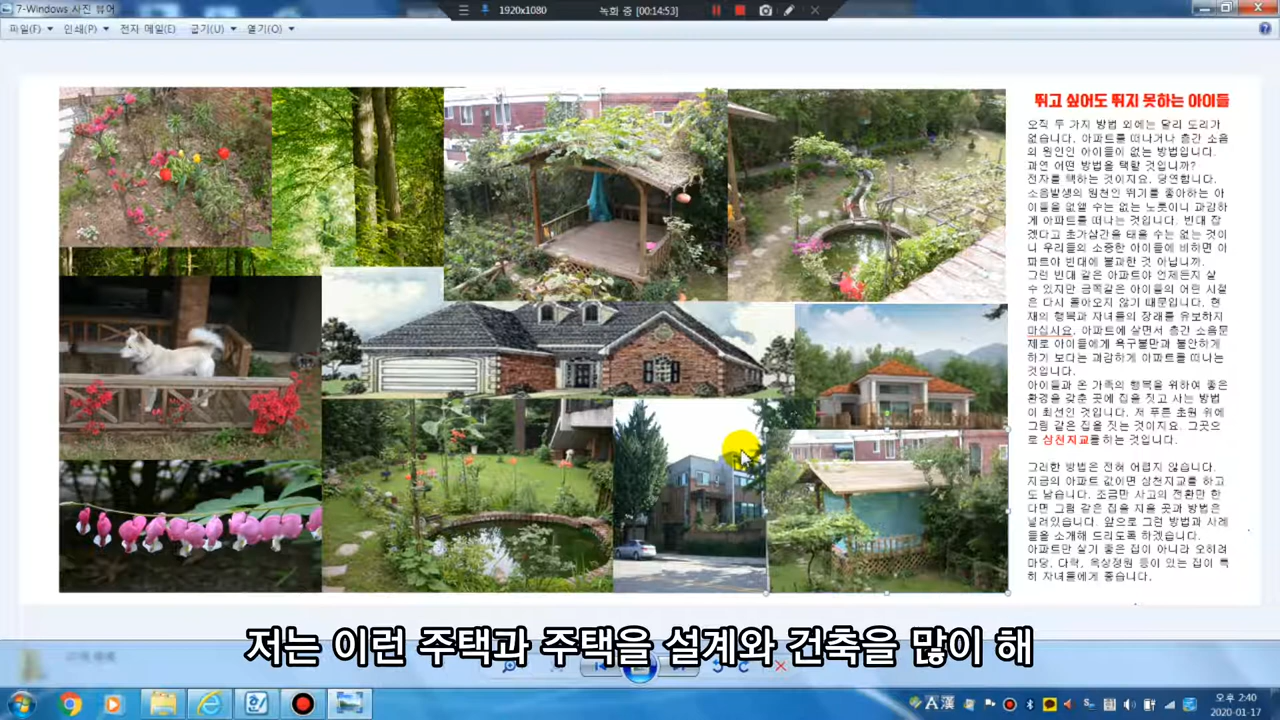 7-Windows 사진 뷰어
1920x1080
녹화 중 [00:14:53]
파일(F) 인쇄(P) 전자 메일(E) 굽기(U) 열기(O)
뛰고 싶어도 뛰지 못하는 아이들
오직 두 가지 방법 외에는 달리 도리가
없습니다. 아파트를 떠나거나 층간 소음
의 원인인 아이들이 없는 방법입니다.
과연 어떤 방법을 택할 것입니까?
전자를 택하는 것이지요. 당연합니다.
소음발생의 원천인 뛰기를 좋아하는 아
이들을 없앨 수는 없는 노릇이니 과감하
게 아파트를 떠나는 것입니다. 빈대 잡
겠다고 초가삼간을 태울 수는 없는 것이
니 우리들의 소중한 아이들에 비하면 아
파트야 빈대에 불과한 것 아닙니까.
그런 빈대 같은 아파트야 언제든지 살
수 있지만 금쪽같은 아이들의 어린 시절
은 다시 돌아오지 않기 때문입니다. 현
재의 행복과 자녀들의 장래를 유보하지
마십시요. 아파트에 살면서 층간 소음문
제로 아이들에게 욕구불만과 불안하게
하기 보다는 과감하게 아파트를 떠나는
것입니다.
아이들과 온 가족의 행복을 위하여 좋은
환경을 갖춘 곳에 집을 짓고 사는 방법
이 최선인 것입니다. 저 푸른 초원 위에
그림 같은 집을 짓는 것이지요. 그곳으
로 삼천지교를 하는 것입니다.
그러한 방법은 전혀 어렵지 않습니다.
지금의 아파트 값이면 삼천지교를 하고
도 남습니다. 조금만 사고의 전환만 한
다면 그림 같은 집을 지을 곳과 방법은
널려있습니다. 앞으로 그런 방법과 사례
들을 소개해 드리도록 하겠습니다.
아파트만 살기 좋은 집이 아니라 오히려
마당, 다락, 옥상정원 등이 있는 집이 특
히 자녀들에게 좋습니다.
저는 이런 주택과 주택을 설계와 건축을 많이 해
A 漢
오후 2:40
2020-01-17